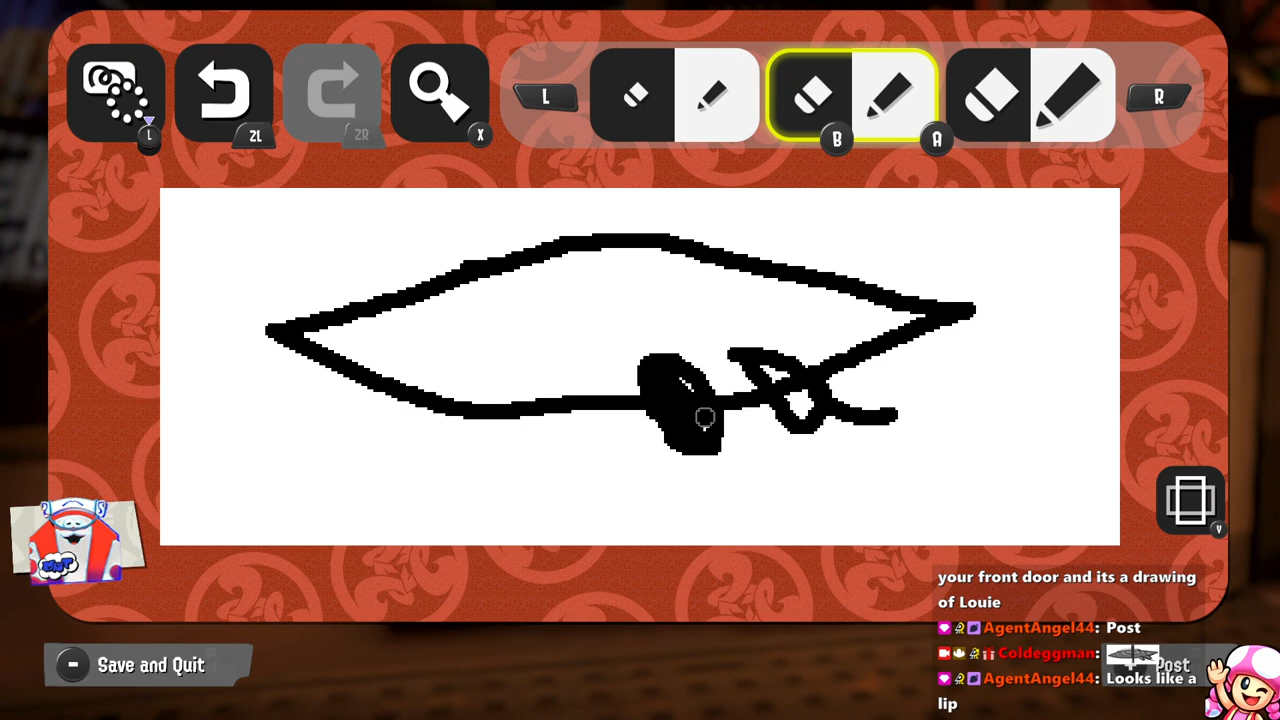 L
ZL
ZR
X
L
B
A
R
Y
- Save and Quit
your front door and its a drawing
of Louie
AgentAngel44: Post
Coldeggman:
Post
AgentAngel44: Looks like a
lip